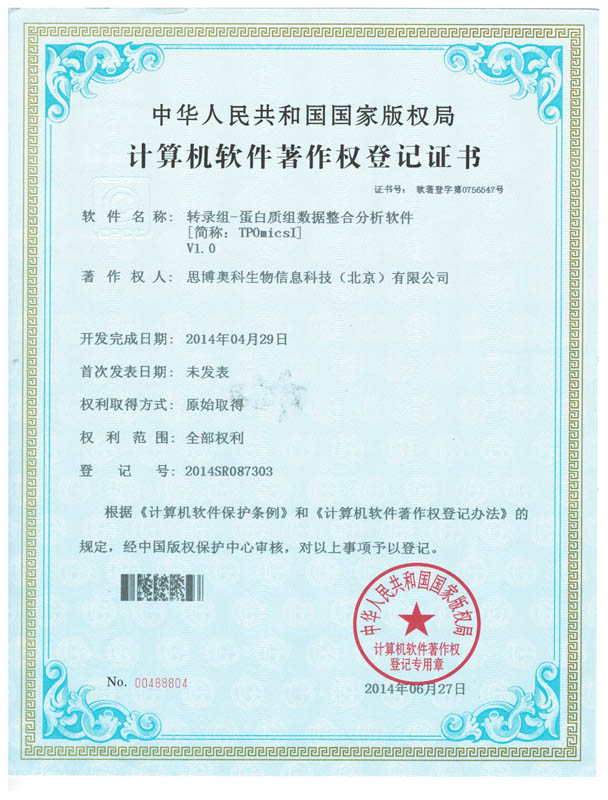 中华人民共和国国家版权局
计算机软件著作权登记证书
证书号： 软著登字第0756547号
软件名称： 转录组-蛋白质组数据整合分析软件
[简称：TPOmicsI]
V1.0
著作权人： 思博奥科生物信息科技（北京）有限公司
开发完成日期： 2014年04月29日
首次发表日期： 未发表
权利取得方式： 原始取得
权利范围： 全部权利
登记号： 2014SR087303
根据《计算机软件保护条例》和《计算机软件著作权登记办法》的
规定，经中国版权保护中心审核，对以上事项予以登记。
中华人民共和国国家版权局
计算机软件著作权
登记专用章
No. 00488804
2014年06月27日